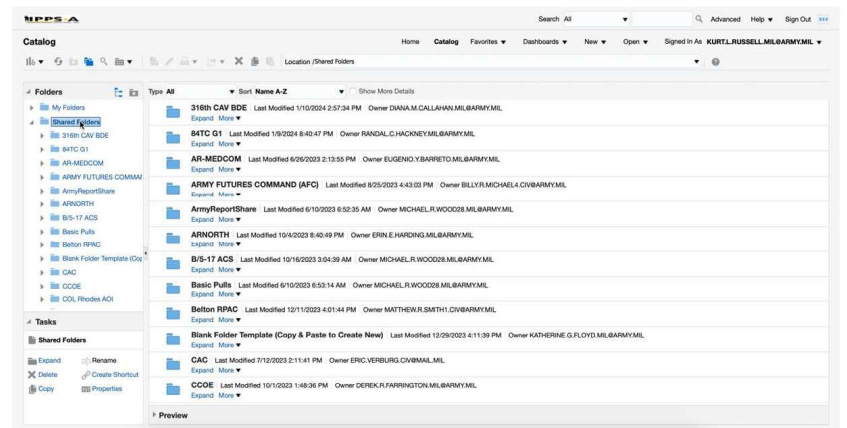 IPPS-A
Search All Advanced Help Sign Out
Catalog
Home Catalog Favorites Dashboards New Open Signed In As KURT.L.RUSSELL.MIL@ARMY.MIL
Location /Shared Folders
Folders
My Folders
Shared Folders
316th CAV BDE
84TC G1
AR-MEDCOM
ARMY FUTURES COMMAN
ArmyReportShare
ARNORTH
B/5-17 ACS
Basic Pulls
Belton RPAC
Blank Folder Template (Cop
CAC
CCOE
COL Rhodes AOI
Tasks
Shared Folders
Expand Rename
Delete Create Shortcut
Copy Properties
Type All Sort Name A-Z Show More Details
316th CAV BDE Last Modified 1/10/2024 2:57:34 PM Owner DIANA.M.CALLAHAN.MIL@ARMY.MIL
Expand More
84TC G1 Last Modified 1/9/2024 8:40:47 PM Owner RANDAL.C.HACKNEY.MIL@ARMY.MIL
Expand More
AR-MEDCOM Last Modified 6/26/2023 2:13:55 PM Owner EUGENIO.Y.BARRETO.MIL@ARMY.MIL
Expand More
ARMY FUTURES COMMAND (AFC) Last Modified 8/25/2023 4:43:03 PM Owner BILLY.R.MICHAEL4.CIV@ARMY.MIL
Expand More
ArmyReportShare Last Modified 6/10/2023 6:52:35 AM Owner MICHAEL.R.WOOD28.MIL@ARMY.MIL
Expand More
ARNORTH Last Modified 10/4/2023 8:40:49 PM Owner ERIN.E.HARDING.MIL@ARMY.MIL
Expand More
B/5-17 ACS Last Modified 10/16/2023 3:04:39 AM Owner MICHAEL.R.WOOD28.MIL@ARMY.MIL
Expand More
Basic Pulls Last Modified 6/10/2023 6:53:14 AM Owner MICHAEL.R.WOOD28.MIL@ARMY.MIL
Expand More
Belton RPAC Last Modified 12/11/2023 4:01:44 PM Owner MATTHEW.R.SMITH1.CIV@ARMY.MIL
Expand More
Blank Folder Template (Copy & Paste to Create New) Last Modified 12/29/2023 4:11:39 PM Owner KATHERINE.G.FLOYD.MIL@ARMY.MIL
Expand More
CAC Last Modified 7/12/2023 2:11:41 PM Owner ERIC.VERBURG.CIV@MAIL.MIL
Expand More
CCOE Last Modified 10/1/2023 1:48:36 PM Owner DEREK.R.FARRINGTON.MIL@ARMY.MIL
Expand More
Preview